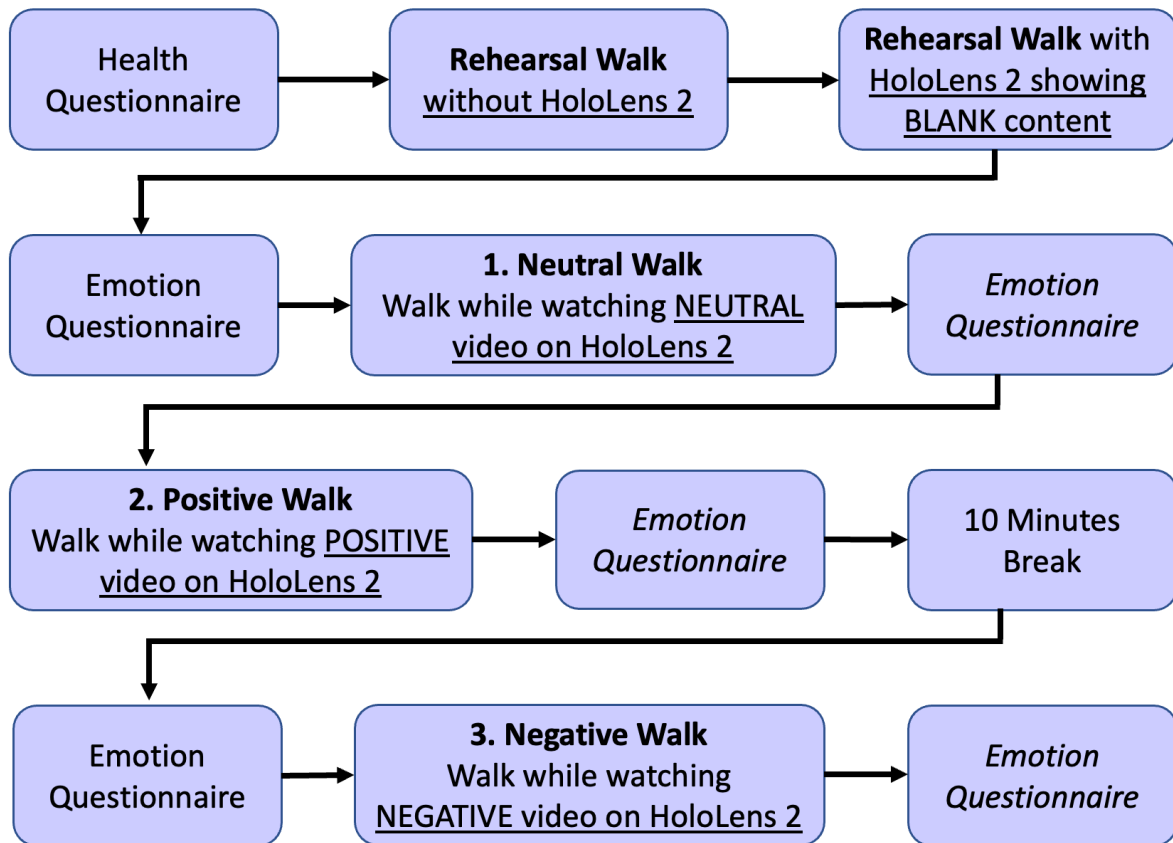 Health
Questionnaire
Rehearsal Walk
without HoloLens 2
Rehearsal Walk with
HoloLens 2 showing
BLANK content
Emotion
Questionnaire
1. Neutral Walk
Walk while watching NEUTRAL
video on HoloLens 2
Emotion
Questionnaire
2. Positive Walk
Walk while watching POSITIVE
video on HoloLens 2
Emotion
Questionnaire
10 Minutes
Break
Emotion
Questionnaire
3. Negative Walk
Walk while watching
NEGATIVE video on HoloLens 2
Emotion
Questionnaire